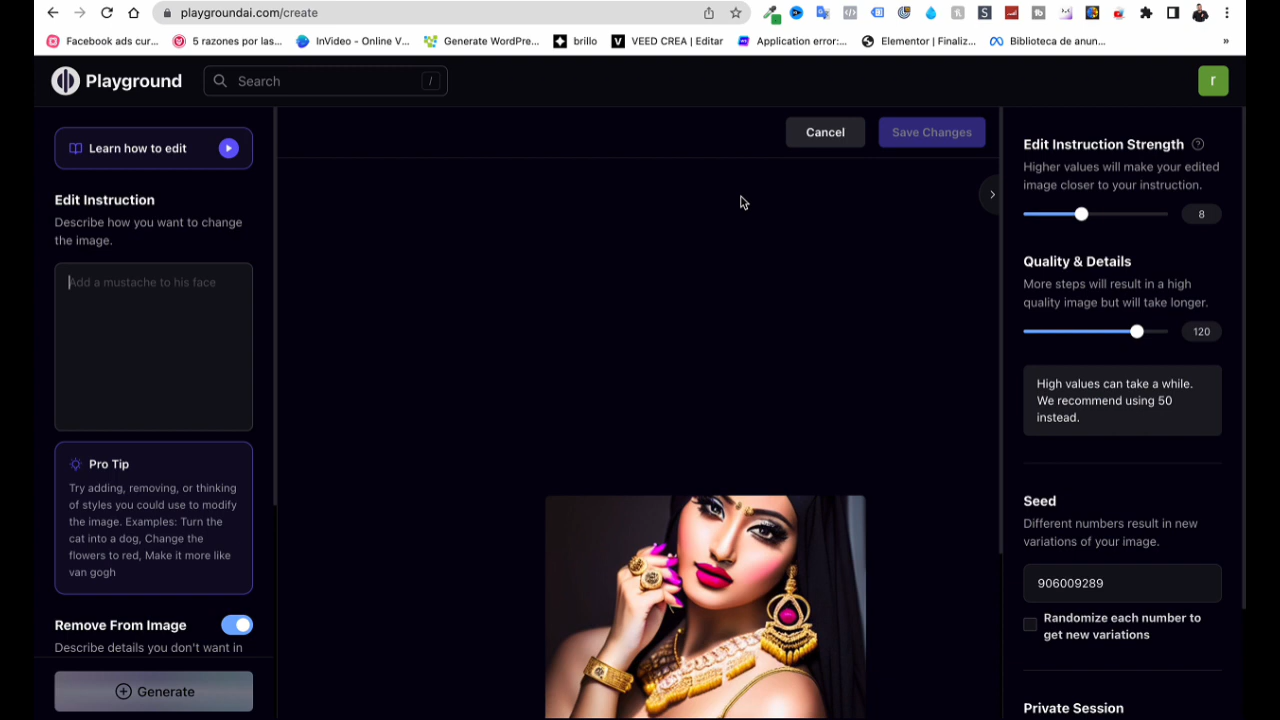 playgroundai.com/create
Facebook ads cur...
5 razones por las...
InVideo - Online V...
Generate WordPre...
brillo
VEED CREA | Editar
Application error:...
Elementor | Finaliz...
Biblioteca de anun...
»
Playground
Search
/
r
Learn how to edit
Edit Instruction
Describe how you want to change
the image.
Add a mustache to his face
Pro Tip
Try adding, removing, or thinking
of styles you could use to modify
the image. Examples: Turn the
cat into a dog, Change the
flowers to red, Make it more like
van gogh
Remove From Image
Describe details you don't want in
Generate
Cancel
Save Changes
Edit Instruction Strength
Higher values will make your edited
image closer to your instruction.
8
Quality & Details
More steps will result in a high
quality image but will take longer.
120
High values can take a while.
We recommend using 50
instead.
Seed
Different numbers result in new
variations of your image.
906009289
Randomize each number to
get new variations
Private Session